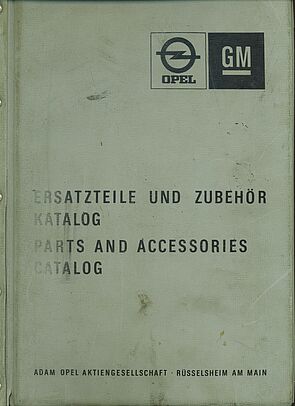 OPEL
GM
ERSATZTEILE UND ZUBEHÖR
KATALOG
PARTS AND ACCESSORIES
CATALOG
ADAM OPEL AKTIENGESELLSCHAFT · RÜSSELSHEIM AM MAIN